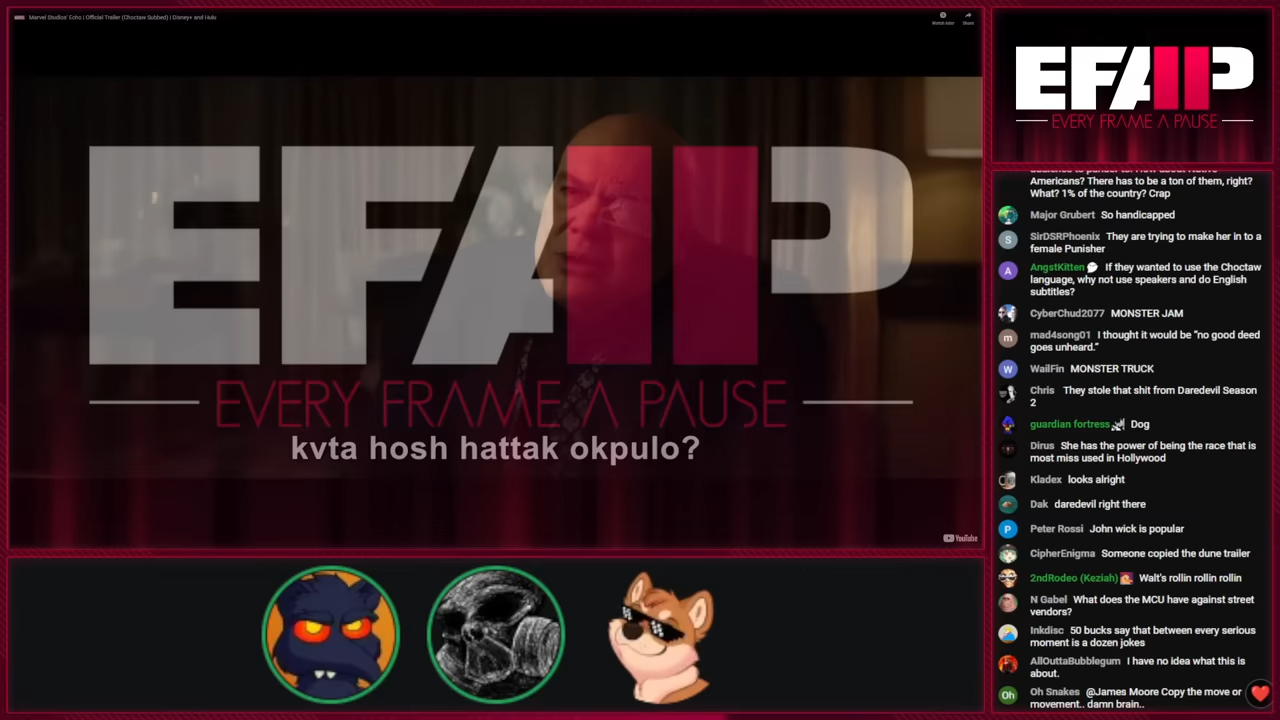 Marvel Studios' Echo | Official Trailer (Choctaw Subbed) | Disney+ and Hulu
Watch later
Share
EFAP
EVERY FRAME A PAUSE
kvta hosh hattak okpulo?
YouTube
EFAP
EVERY FRAME A PAUSE
Americans? There has to be a ton of them, right?
What? 1% of the country? Crap
Major Grubert So handicapped
S
SirDSRPhoenix They are trying to make her in to a
female Punisher
A
AngstKitten If they wanted to use the Choctaw
language, why not use speakers and do English
subtitles?
CyberChud2077 MONSTER JAM
m
mad4song01 I thought it would be “no good deed
goes unheard.”
W
WailFin MONSTER TRUCK
Chris They stole that shit from Daredevil Season
2
guardian fortress Dog
Dirus She has the power of being the race that is
most miss used in Hollywood
Kladex looks alright
Dak daredevil right there
P
Peter Rossi John wick is popular
CipherEnigma Someone copied the dune trailer
2ndRodeo (Keziah) Walt's rollin rollin rollin
N Gabel What does the MCU have against street
vendors?
Inkdisc 50 bucks say that between every serious
moment is a dozen jokes
AllOuttaBubblegum I have no idea what this is
about.
Oh
Oh Snakes @James Moore Copy the move or
movement.. damn brain..